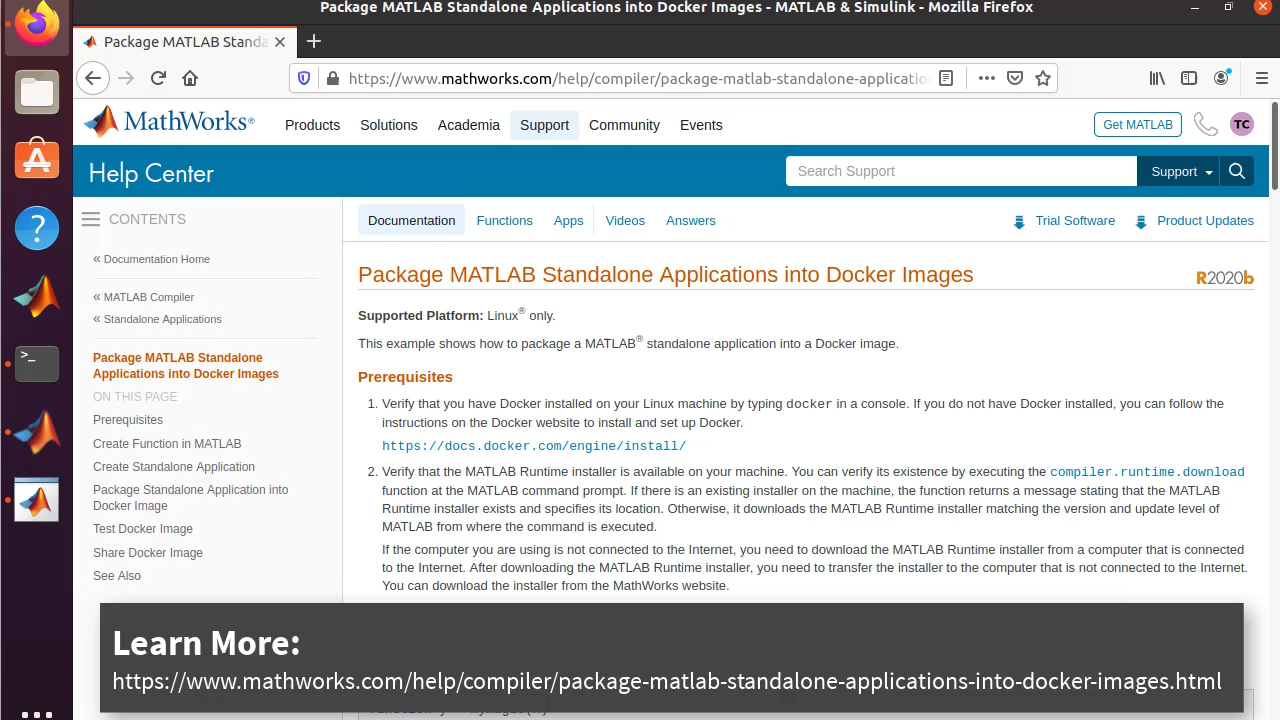 Package MATLAB Standalone Applications into Docker Images - MATLAB & Simulink - Mozilla Firefox
Package MATLAB Standa
https://www.mathworks.com/help/compiler/package-matlab-standalone-applicatio
MathWorks®
Products Solutions Academia Support Community Events
Get MATLAB
TC
Help Center
Search Support
Support
CONTENTS
Documentation Functions Apps Videos Answers
Trial Software Product Updates
« Documentation Home
« MATLAB Compiler
« Standalone Applications
Package MATLAB Standalone
Applications into Docker Images
ON THIS PAGE
Prerequisites
Create Function in MATLAB
Create Standalone Application
Package Standalone Application into
Docker Image
Test Docker Image
Share Docker Image
See Also
Package MATLAB Standalone Applications into Docker Images
R2020b
Supported Platform: Linux® only.
This example shows how to package a MATLAB® standalone application into a Docker image.
Prerequisites
1. Verify that you have Docker installed on your Linux machine by typing docker in a console. If you do not have Docker installed, you can follow the
instructions on the Docker website to install and set up Docker.
https://docs.docker.com/engine/install/
2. Verify that the MATLAB Runtime installer is available on your machine. You can verify its existence by executing the compiler.runtime.download
function at the MATLAB command prompt. If there is an existing installer on the machine, the function returns a message stating that the MATLAB
Runtime installer exists and specifies its location. Otherwise, it downloads the MATLAB Runtime installer matching the version and update level of
MATLAB from where the command is executed.
If the computer you are using is not connected to the Internet, you need to download the MATLAB Runtime installer from a computer that is connected
to the Internet. After downloading the MATLAB Runtime installer, you need to transfer the installer to the computer that is not connected to the Internet.
You can download the installer from the MathWorks website.
Learn More:
https://www.mathworks.com/help/compiler/package-matlab-standalone-applications-into-docker-images.html